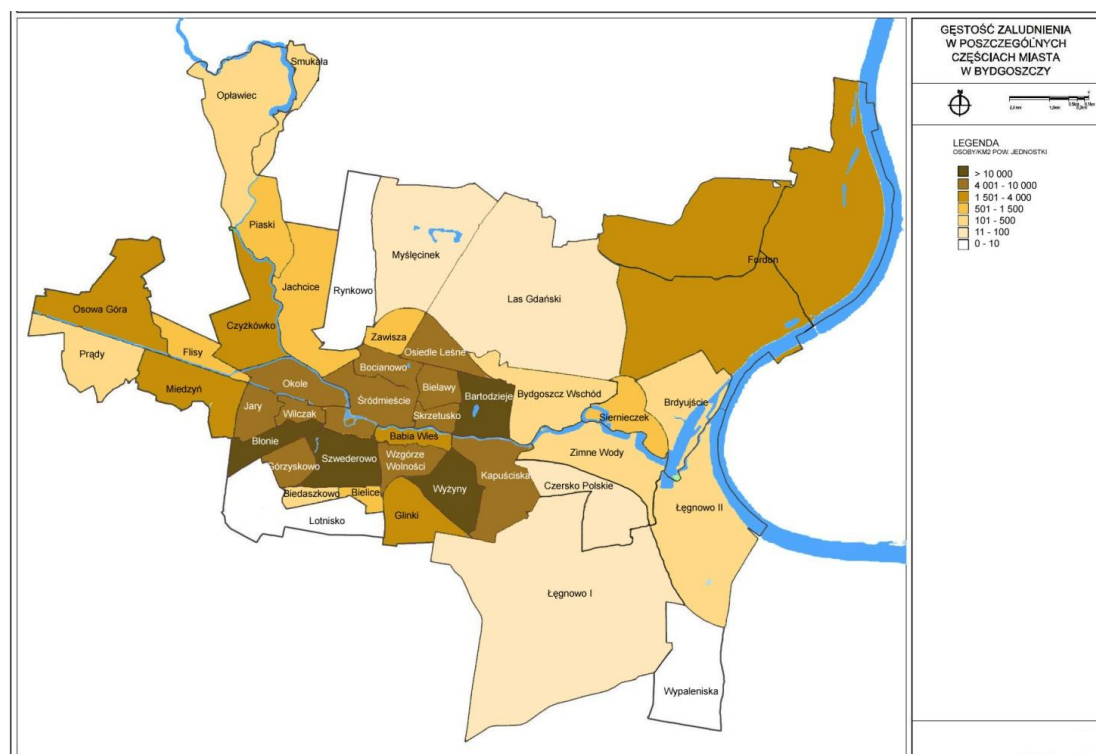 GĘSTOŚĆ ZALUDNIENIA
W POSZCZEGÓLNYCH
CZĘŚCIACH MIASTA
W BYDGOSZCZY
LEGENDA
OSOBY/KM2 POW. JEDNOSTKI
> 10 000
4 001 - 10 000
1 501 - 4 000
501 - 1 500
101 - 500
11 - 100
0 - 10
Smukała
Opławiec
Piaski
Myślęcinek
Fordon
Jachcice
Rynkowo
Las Gdański
Osowa Góra
Czyżkówko
Zawisza
Prądy
Flisy
Osiedle Leśne
Bocianowo
Miedzyń
Okole
Bielawy
Bartodzieje
Bydgoszcz Wschód
Brdyujście
Śródmieście
Jary
Wilczak
Skrzetusko
Siernieczek
Babia Wieś
Błonie
Szwederowo
Wzgórze
Wolności
Zimne Wody
Górzyskowo
Kapuściska
Wyżyny
Czersko Polskie
Biedaszkowo
Bielice
Lotnisko
Glinki
Łęgnowo II
Łęgnowo I
Wypaleniska